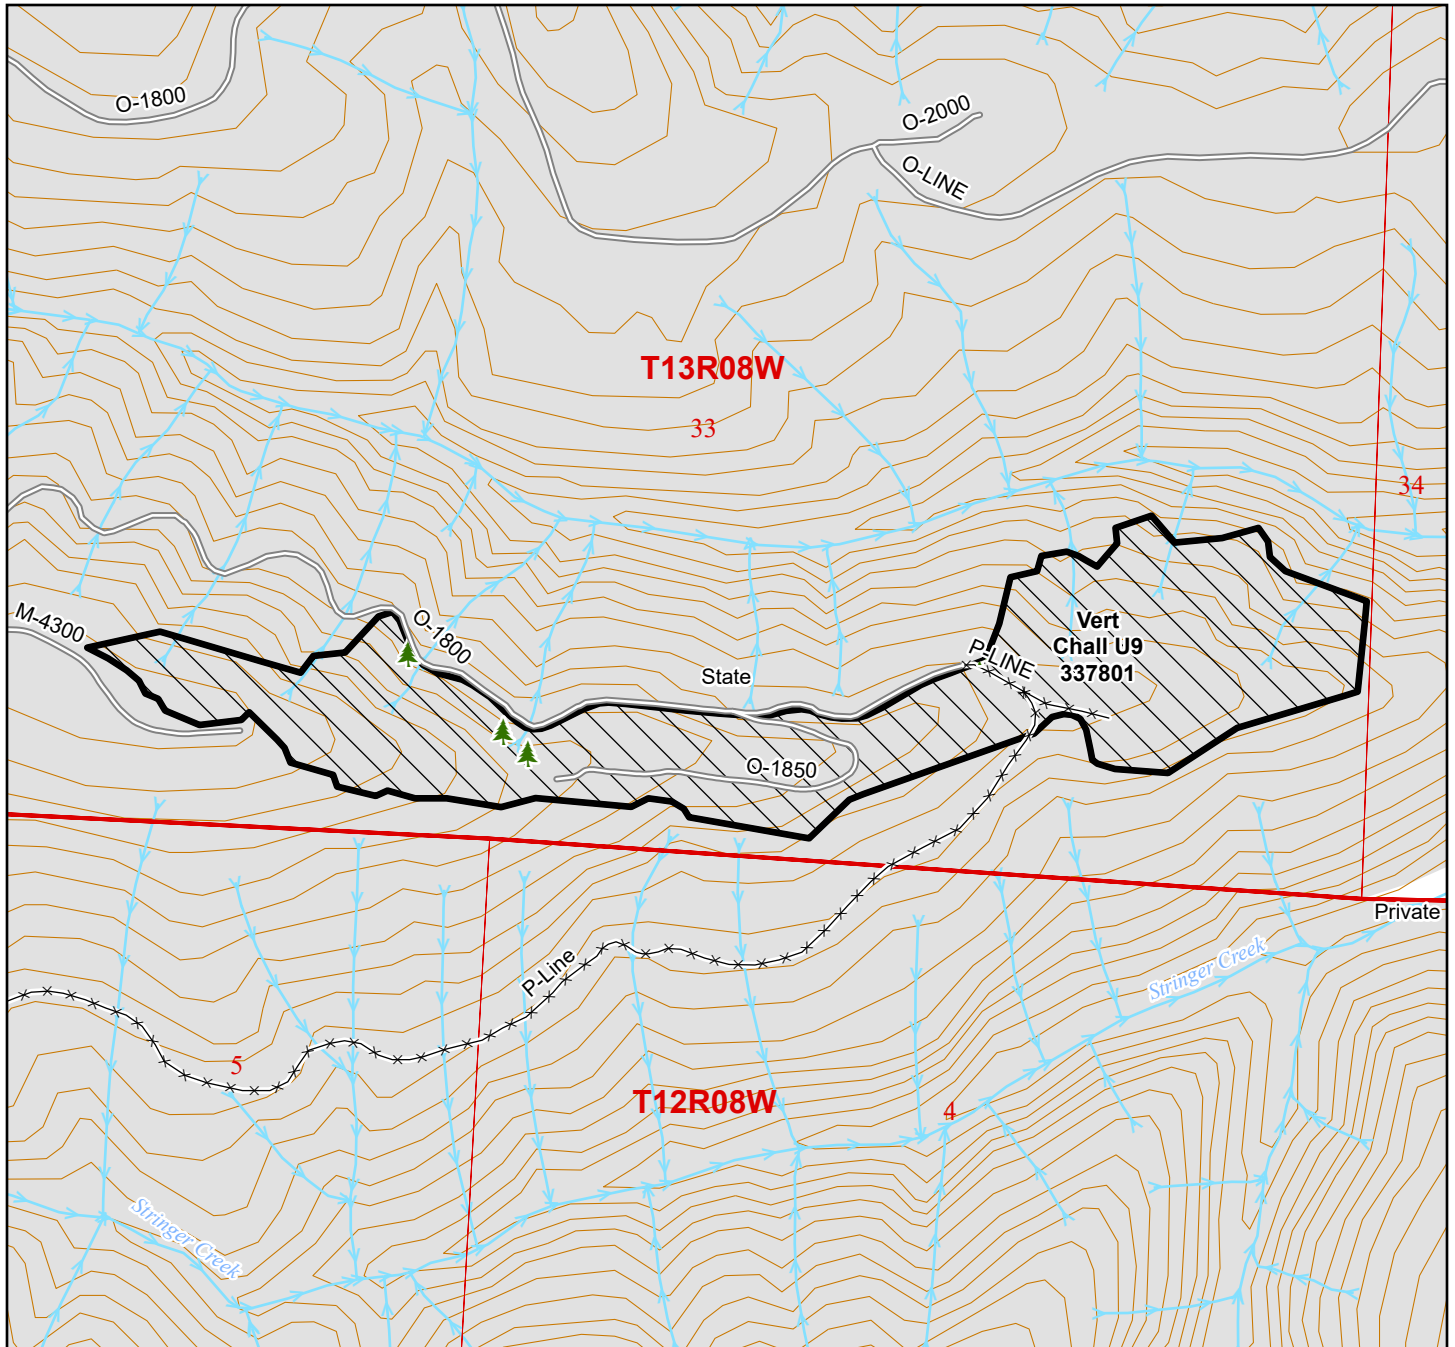 O-1800
O-2000
O-LINE
T13R08W
33
34
M-4300
O-1800
Vert
Chall U9
337801
P-LINE
State
O-1850
Private
P-Line
Stringer Creek
5
T12R08W
4
Stringer Creek